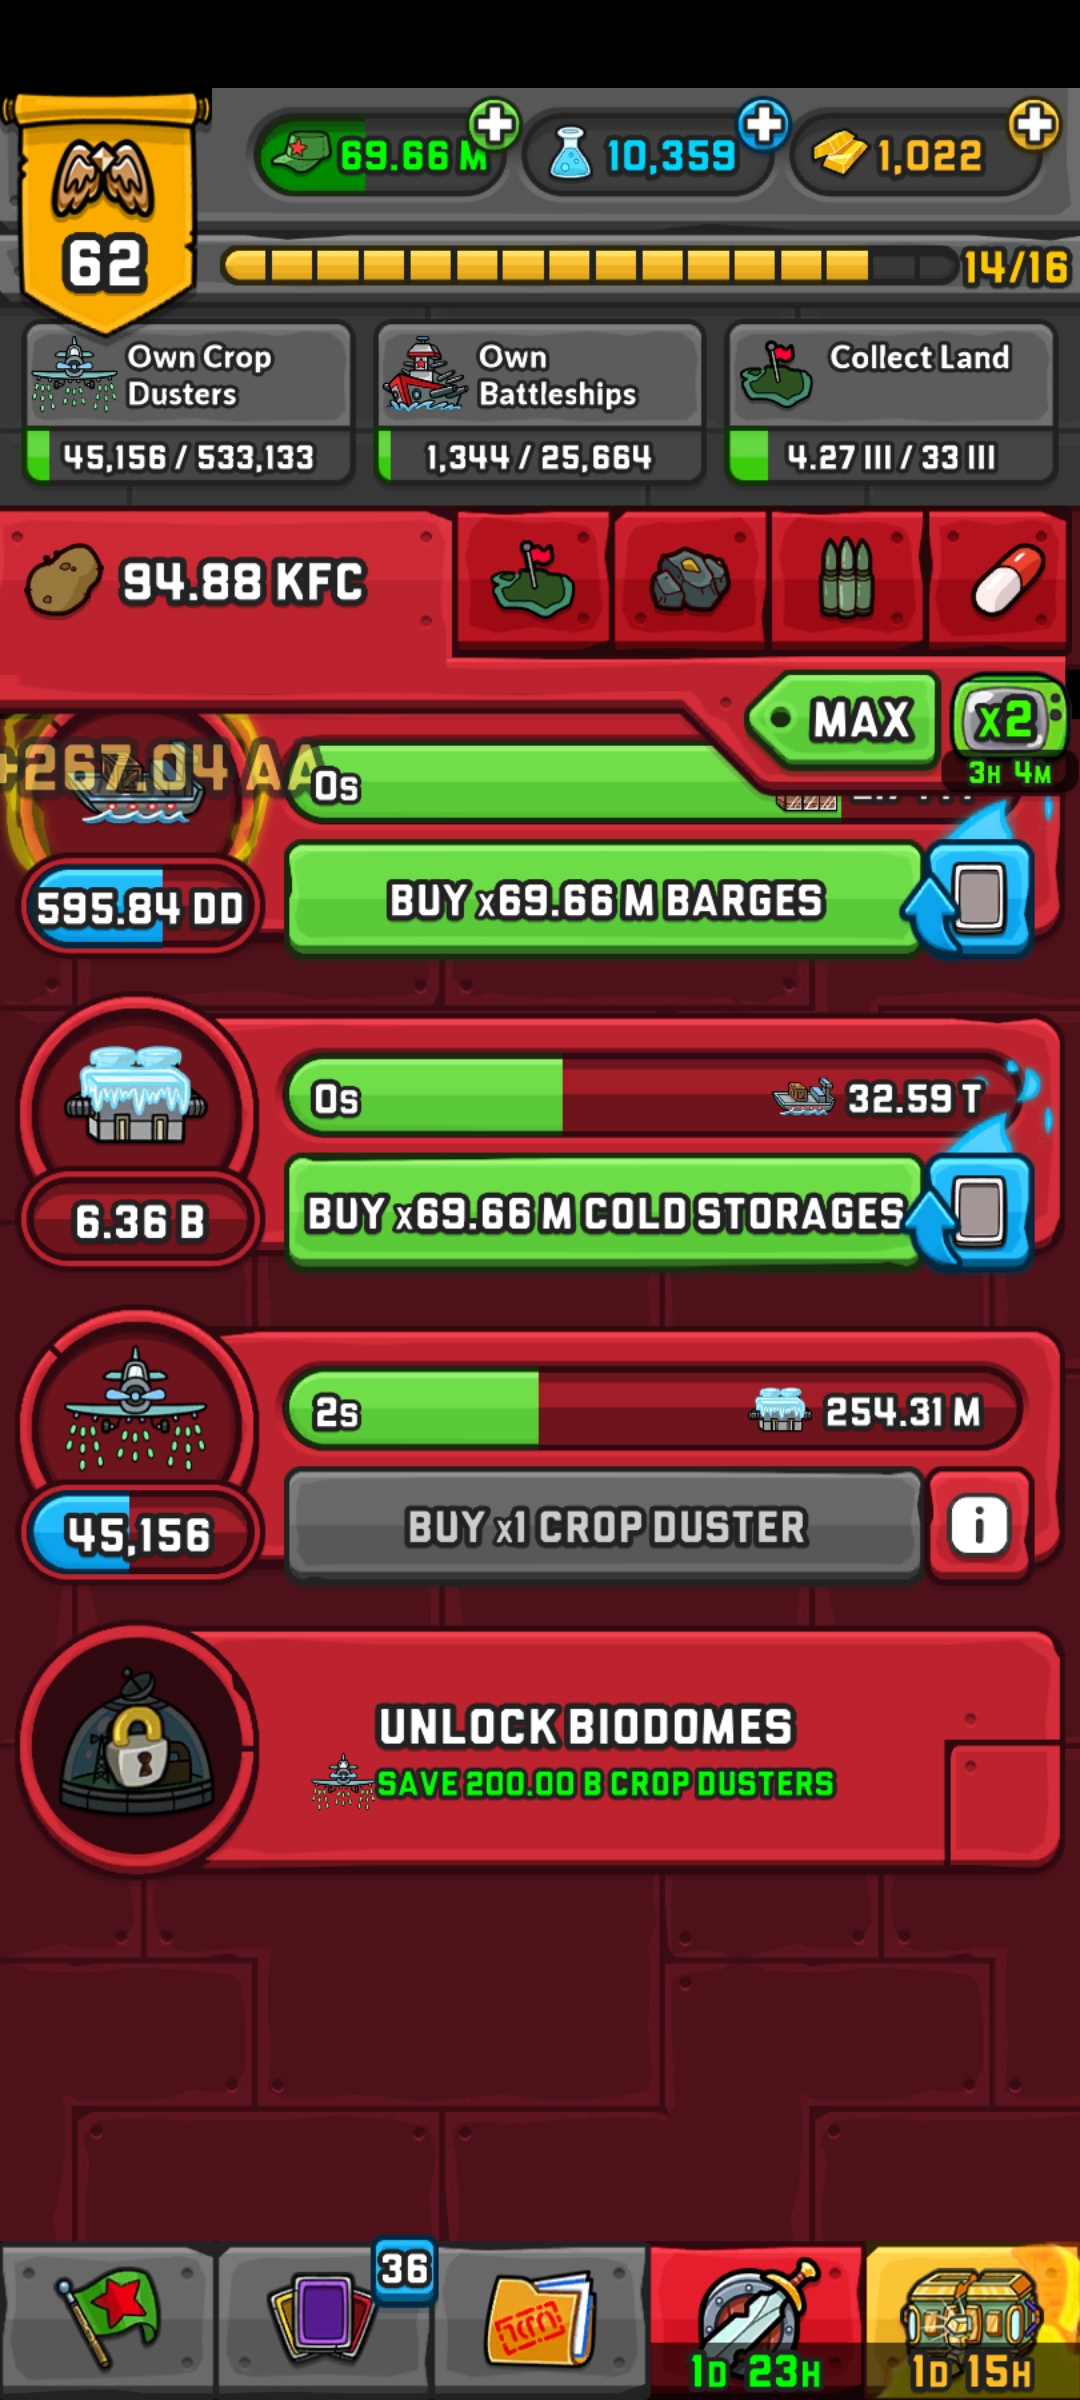 69.66 M
10,359
1,022
62
14/16
Own Crop
Dusters
45,156 / 533,133
Own
Battleships
1,344 / 25,664
Collect Land
4.27 III / 33 III
94.88 KFC
MAX
x2
3H 4M
+267.04 AA
0s
595.84 DD
BUY x69.66 M BARGES
0s
32.59 T
6.36 B
BUY x69.66 M COLD STORAGES
2s
254.31 M
45,156
BUY x1 CROP DUSTER
i
UNLOCK BIODOMES
SAVE 200.00 B CROP DUSTERS
36
1D 23H
1D 15H